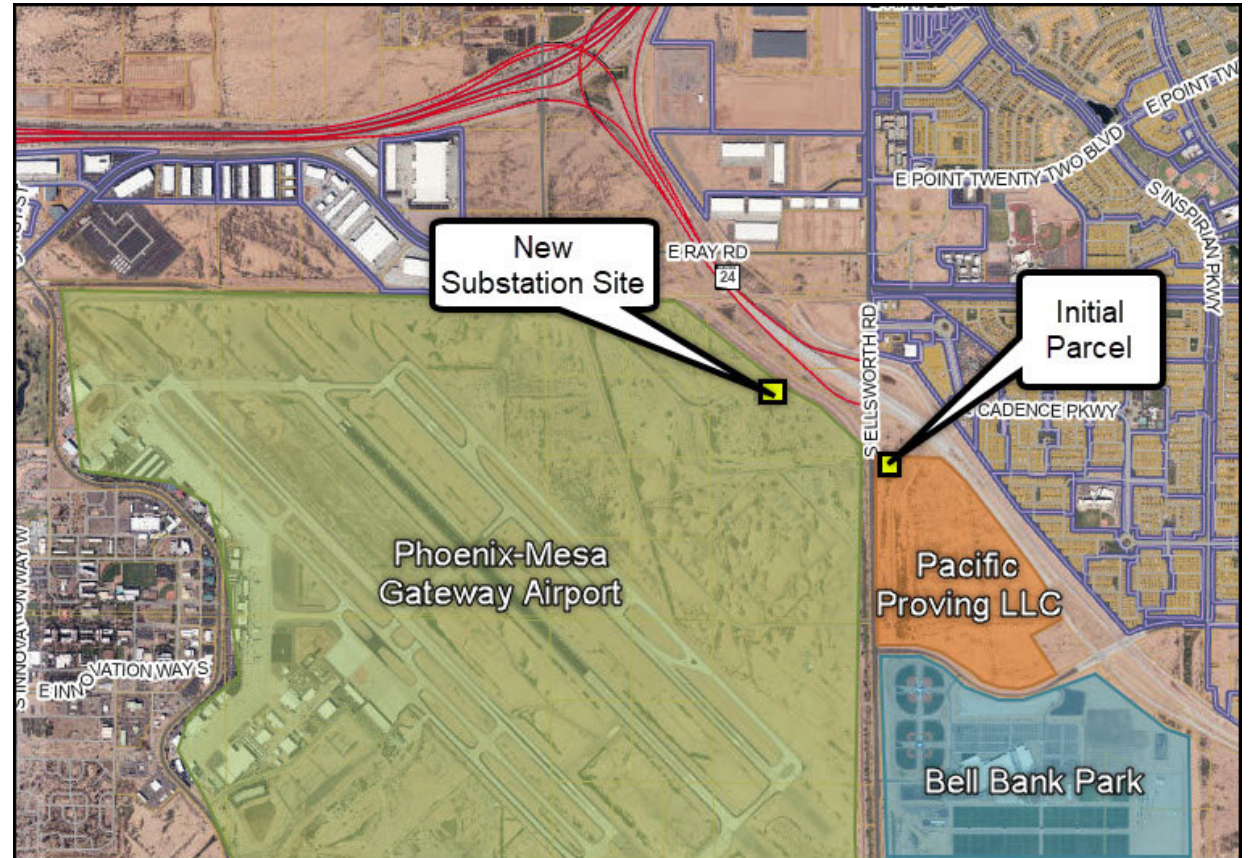 E POINT TWENTY TWO BLVD
E POINT TW
S INSPIRIAN PKWY
New
Substation Site
E RAY RD
24
Initial
Parcel
S ELLSWORTH RD
CADENCE PKWY
Phoenix-Mesa
Gateway Airport
Pacific
Proving LLC
S INNOVATION WAY W
E INNOVATION WAY S
Bell Bank Park